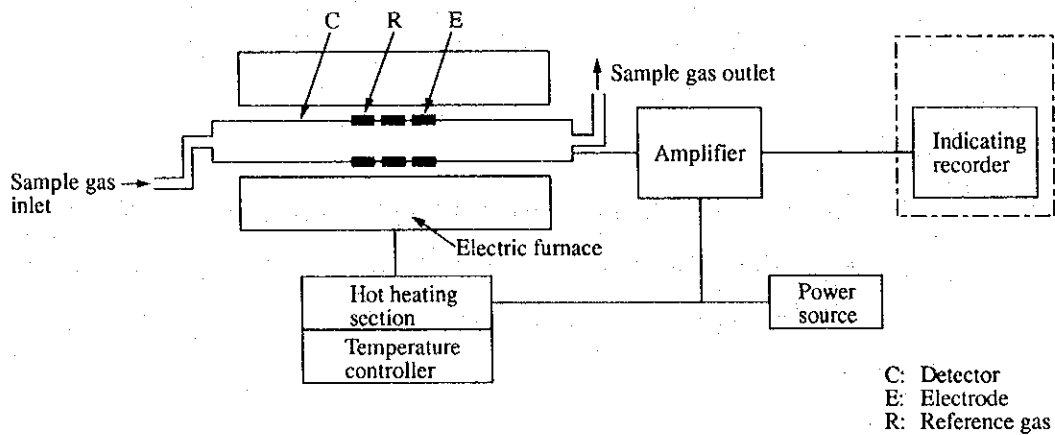 C
R
E
Sample gas outlet
Sample gas
inlet
Amplifier
Indicating
recorder
Electric furnace
Hot heating
section
Temperature
controller
Power
source
C: Detector
E: Electrode
R: Reference gas